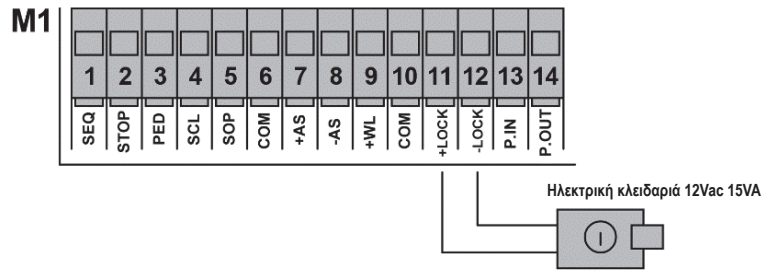 M1
1 2 3 4 5 6 7 8 9 10 11 12 13 14
SEQ STOP PED SCL SOP COM +AS -AS +WL COM +LOCK -LOCK P.IN P.OUT
Ηλεκτρική κλειδαριά 12Vac 15VA